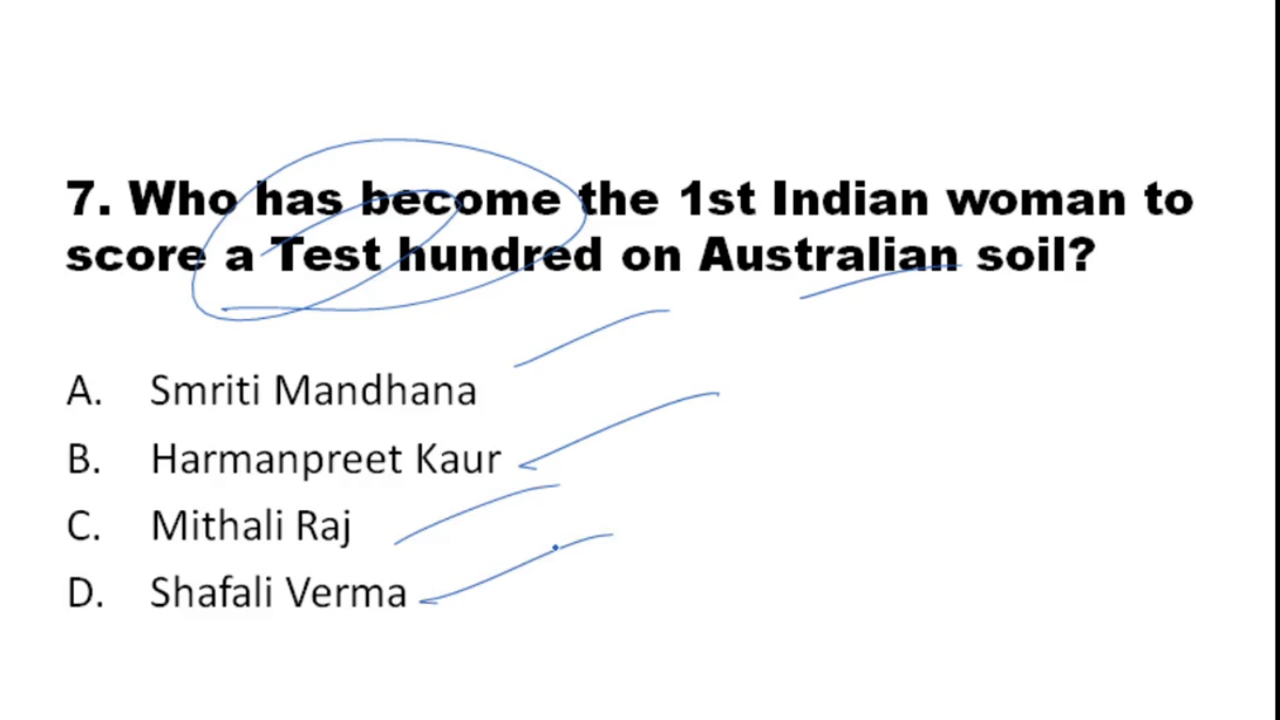 7. Who has become the 1st Indian woman to
score a Test hundred on Australian soil?
A. Smriti Mandhana
B. Harmanpreet Kaur
C. Mithali Raj
D. Shafali Verma